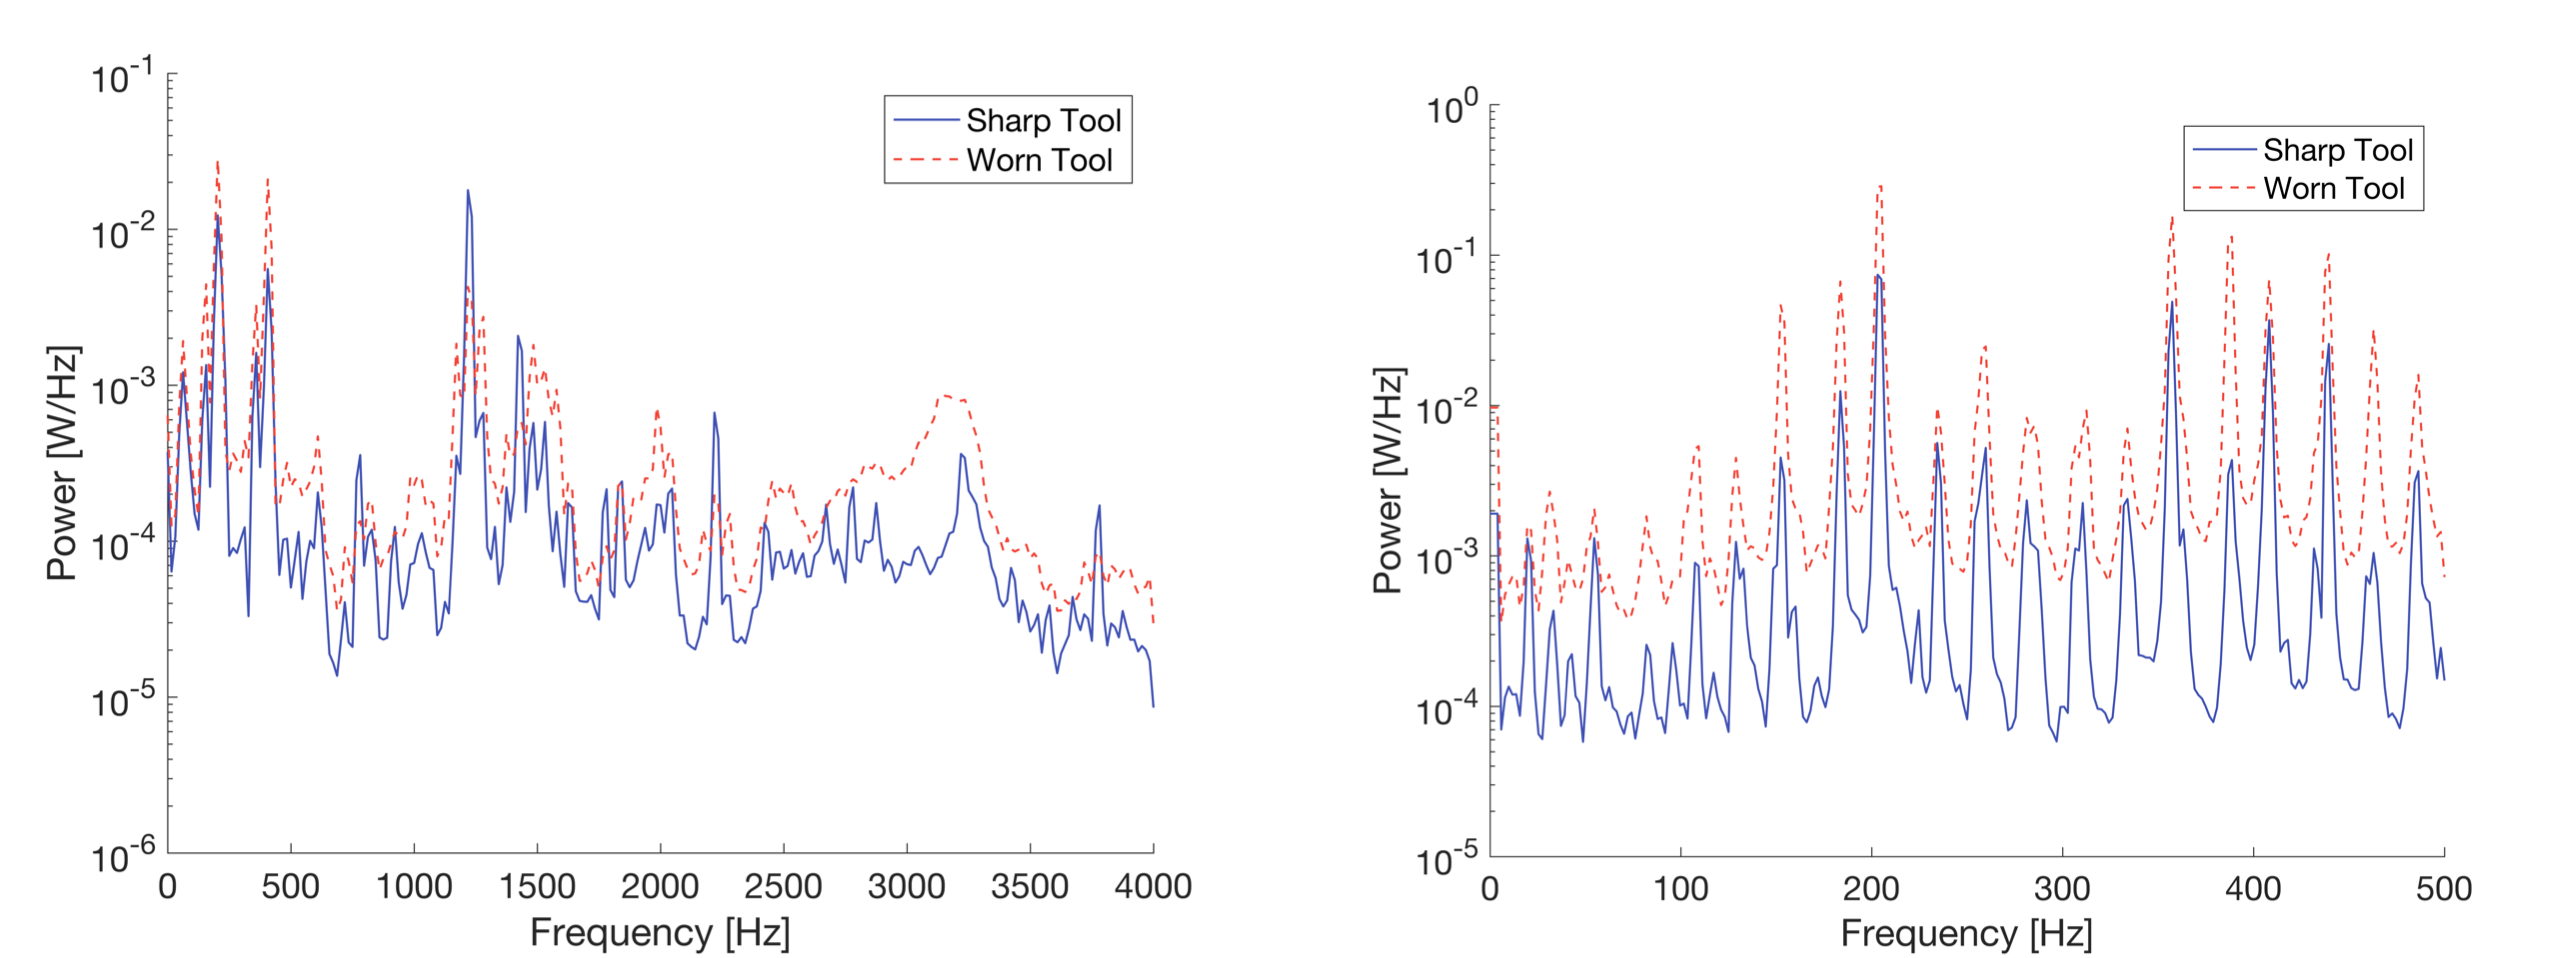 10^-1
10^-2
10^-3
10^-4
10^-5
10^-6
Power [W/Hz]
Sharp Tool
Worn Tool
0 500 1000 1500 2000 2500 3000 3500 4000
Frequency [Hz]
10^0
10^-1
10^-2
10^-3
10^-4
10^-5
Power [W/Hz]
Sharp Tool
Worn Tool
0 100 200 300 400 500
Frequency [Hz]